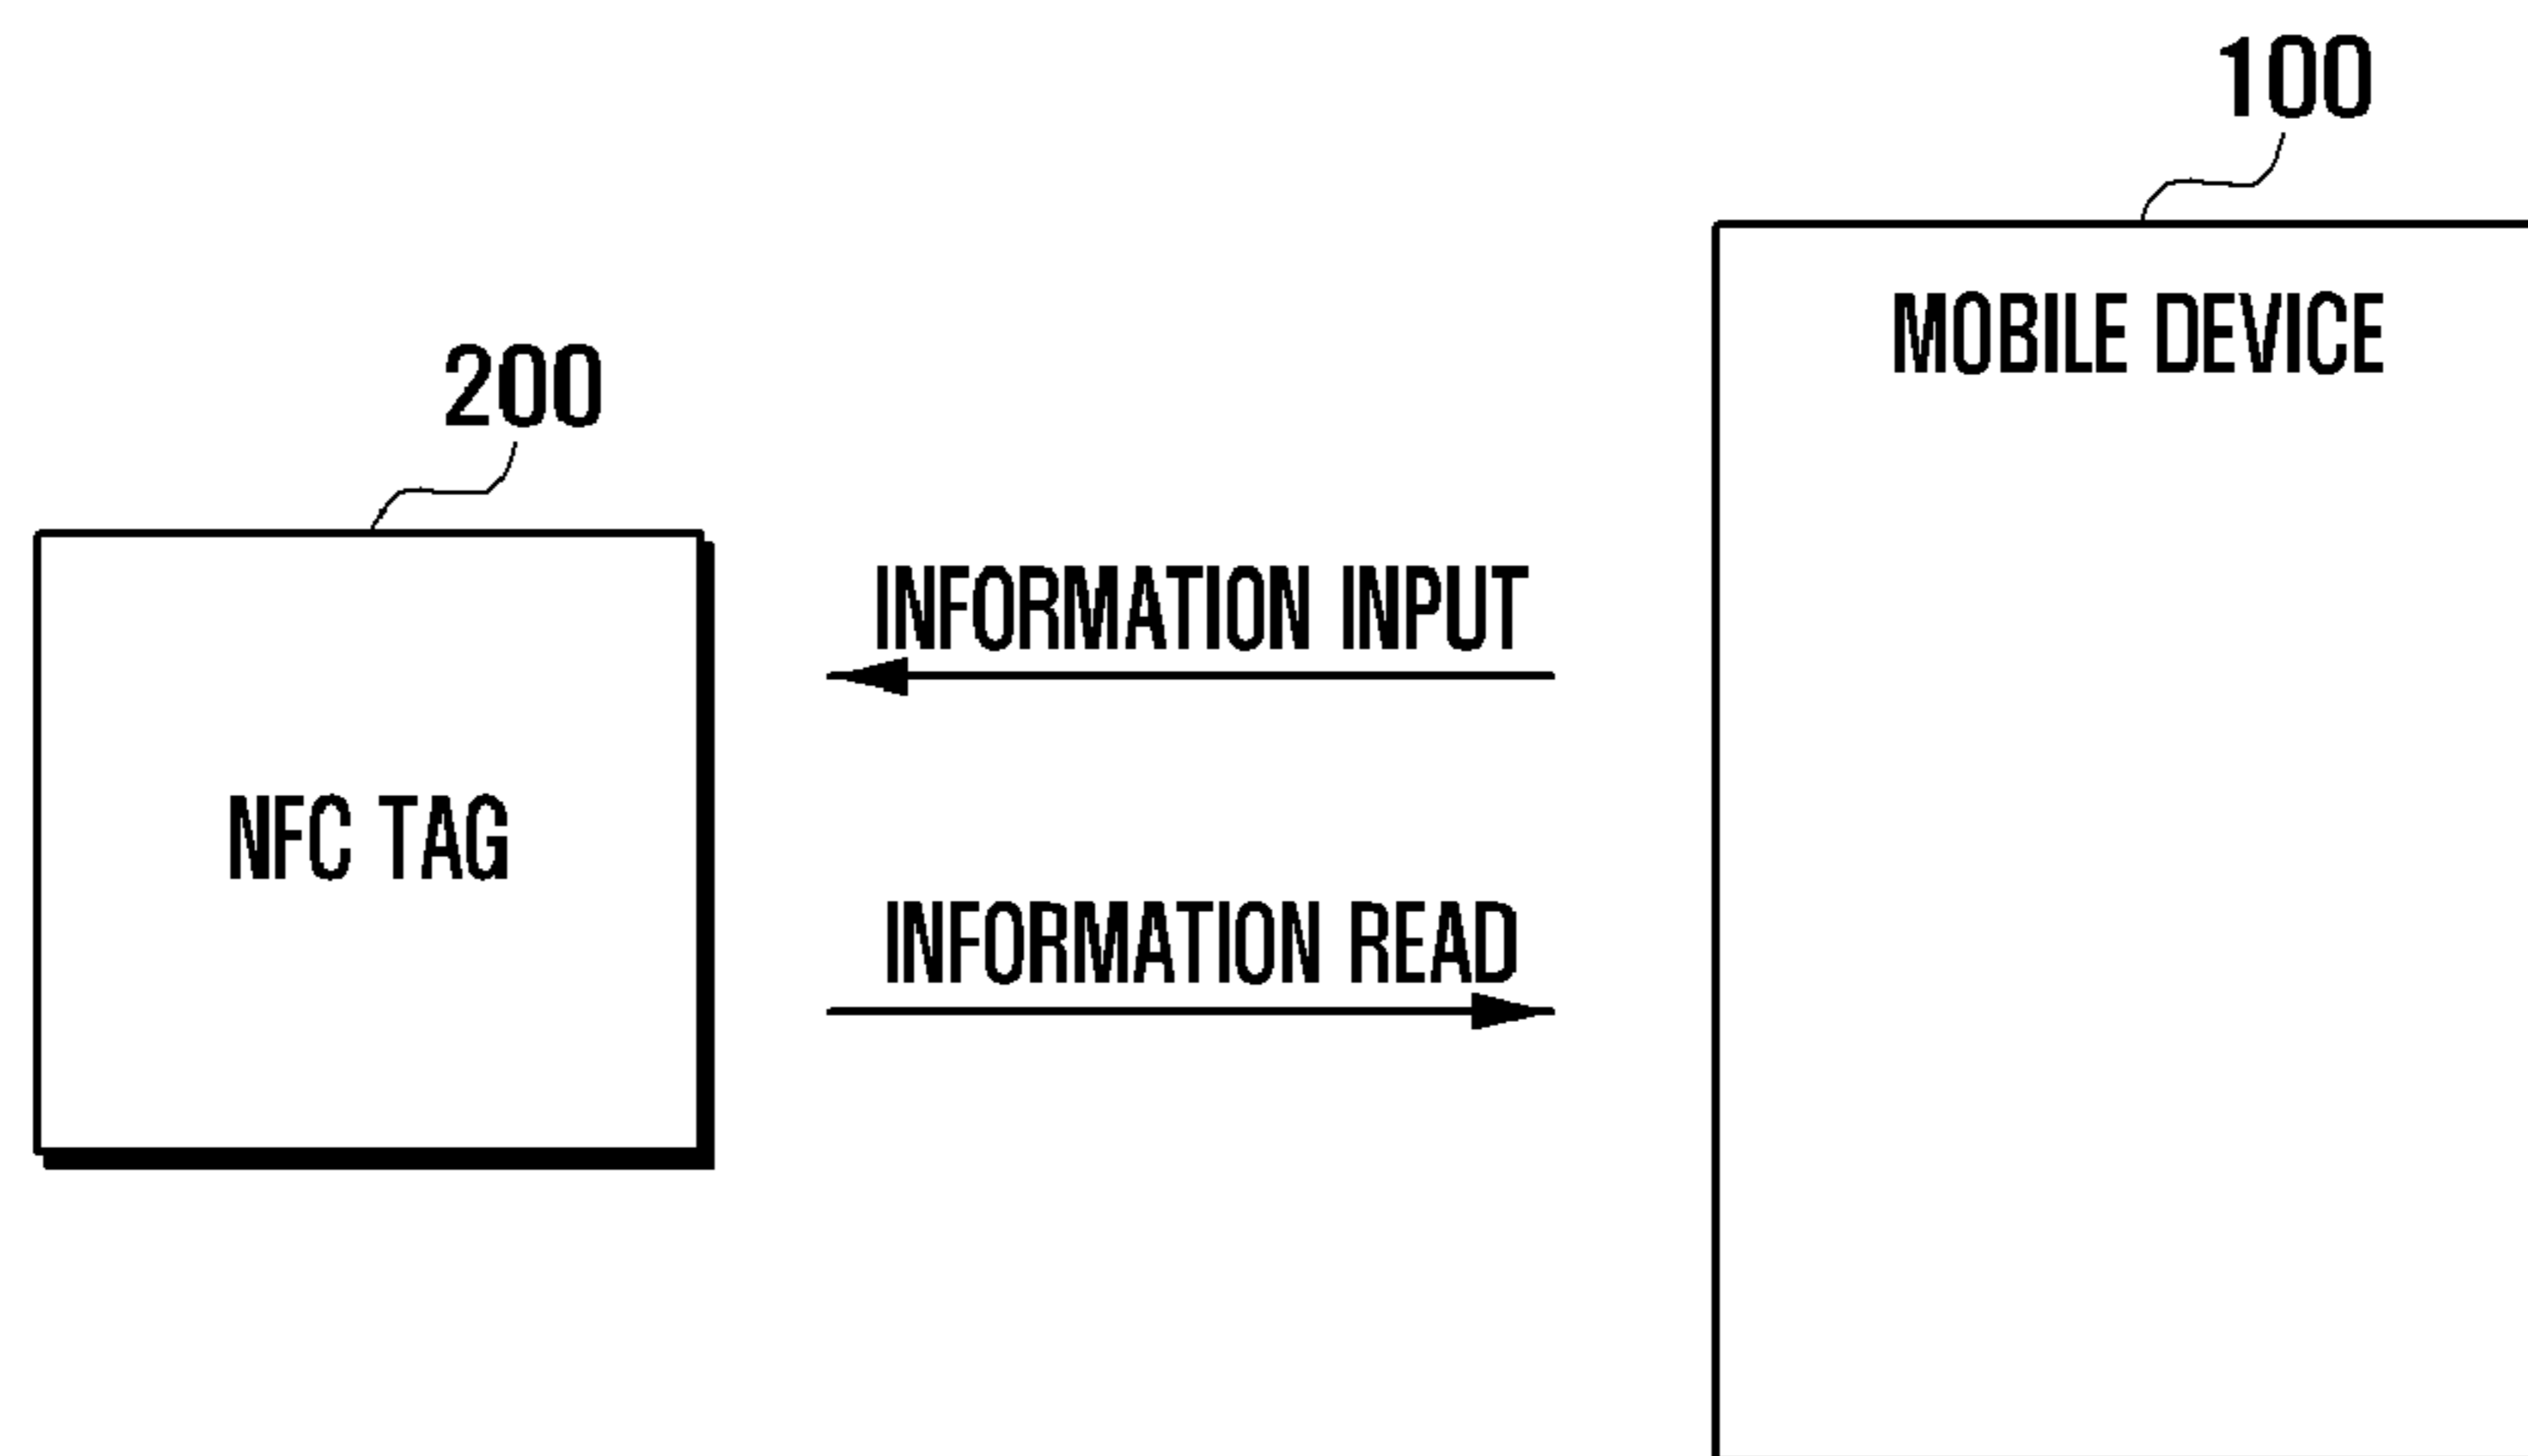 100
MOBILE DEVICE
200
INFORMATION INPUT
NFC TAG
INFORMATION READ